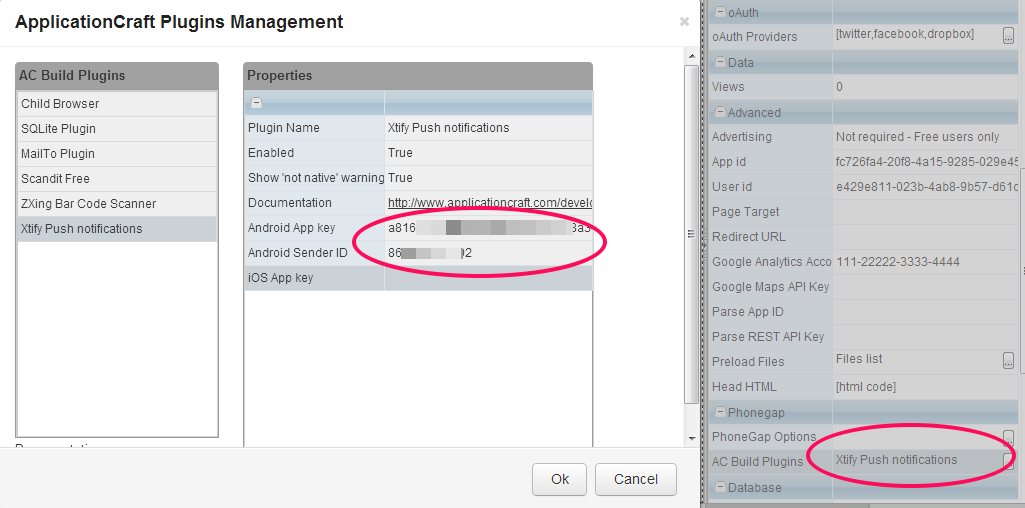 ApplicationCraft Plugins Management
AC Build Plugins
Child Browser
SQLite Plugin
MailTo Plugin
Scandit Free
ZXing Bar Code Scanner
Xtify Push notifications
Properties
Plugin Name Xtify Push notifications
Enabled True
Show 'not native' warning True
Documentation http://www.applicationcraft.com/develo
Android App key a816 3a3
Android Sender ID 86 2
iOS App key
Ok
Cancel
oAuth
oAuth Providers [twitter,facebook,dropbox] ...
Data
Views 0
Advanced
Advertising Not required - Free users only
App id fc726fa4-20f8-4a15-9285-029e45
User id e429e811-023b-4ab8-9b57-d61c
Page Target
Redirect URL
Google Analytics Acco 111-22222-3333-4444
Google Maps API Key
Parse App ID
Parse REST API Key
Preload Files Files list ...
Head HTML [html code]
Phonegap
PhoneGap Options ...
AC Build Plugins Xtify Push notifications
Database